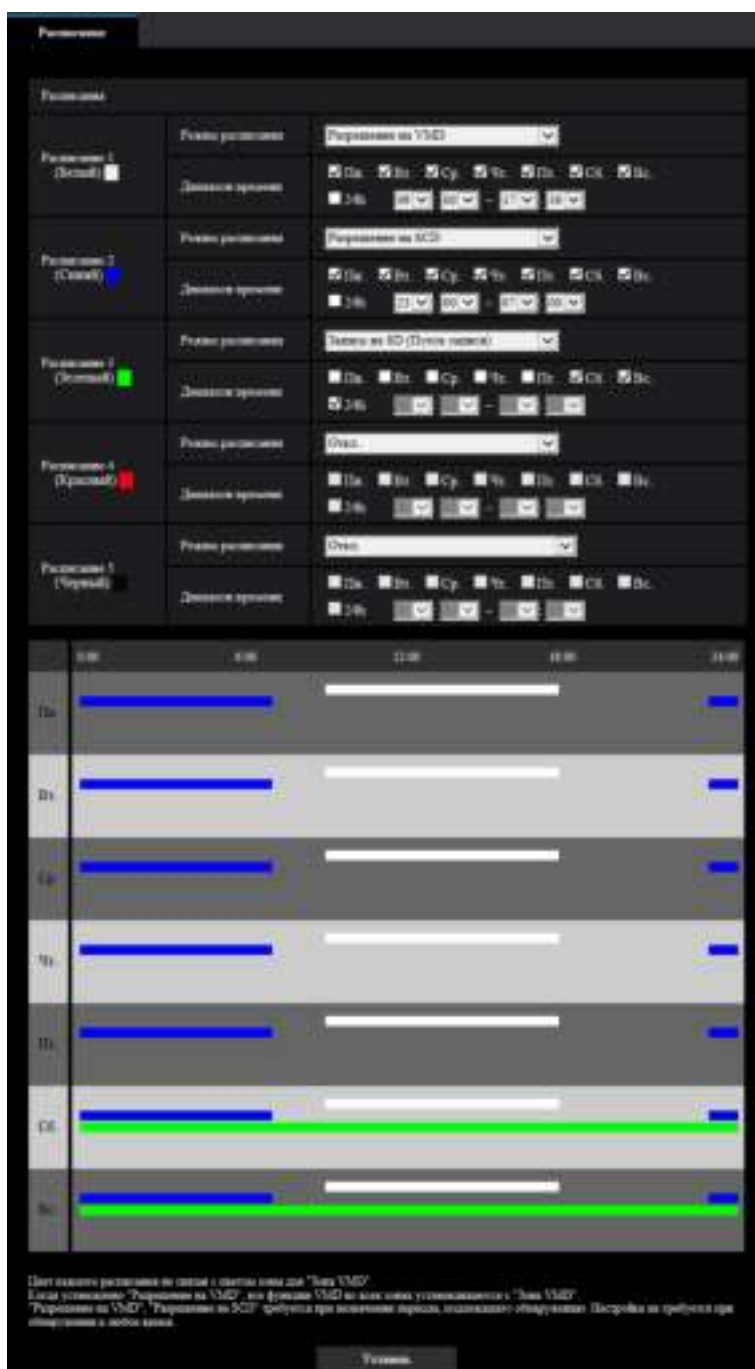 Расписание
Расписания
Расписание 1
(Белый)
Режим расписания
Разрешение на VMD
Диапазон времени
Пн. Вт. Ср. Чт. Пт. Сб. Вс.
24h
Расписание 2
(Синий)
Режим расписания
Разрешение на SCD
Диапазон времени
Пн. Вт. Ср. Чт. Пт. Сб. Вс.
24h 23 00 – 07 00
Расписание 3
(Зеленый)
Режим расписания
Запись на SD (Поток записи)
Диапазон времени
Пн. Вт. Ср. Чт. Пт. Сб. Вс.
24h
Расписание 4
(Красный)
Режим расписания
Откл.
Диапазон времени
Пн. Вт. Ср. Чт. Пт. Сб. Вс.
24h
Расписание 5
(Черный)
Режим расписания
Откл.
Диапазон времени
Пн. Вт. Ср. Чт. Пт. Сб. Вс.
24h
0:00 6:00 12:00 18:00 24:00
Пн.
Вт.
Ср.
Чт.
Пт.
Сб.
Вс.
Цвет каждого расписания не связан с цветом зоны для "Зона VMD".
Когда установлено "Разрешение на VMD", все функции VMD во всех зонах устанавливаются с "Зона VMD".
"Разрешение на VMD", "Разрешение на SCD" требуется при назначении периода, подлежащего обнаружению. Настройка не требуется при
обнаружении в любое время.
Установ.